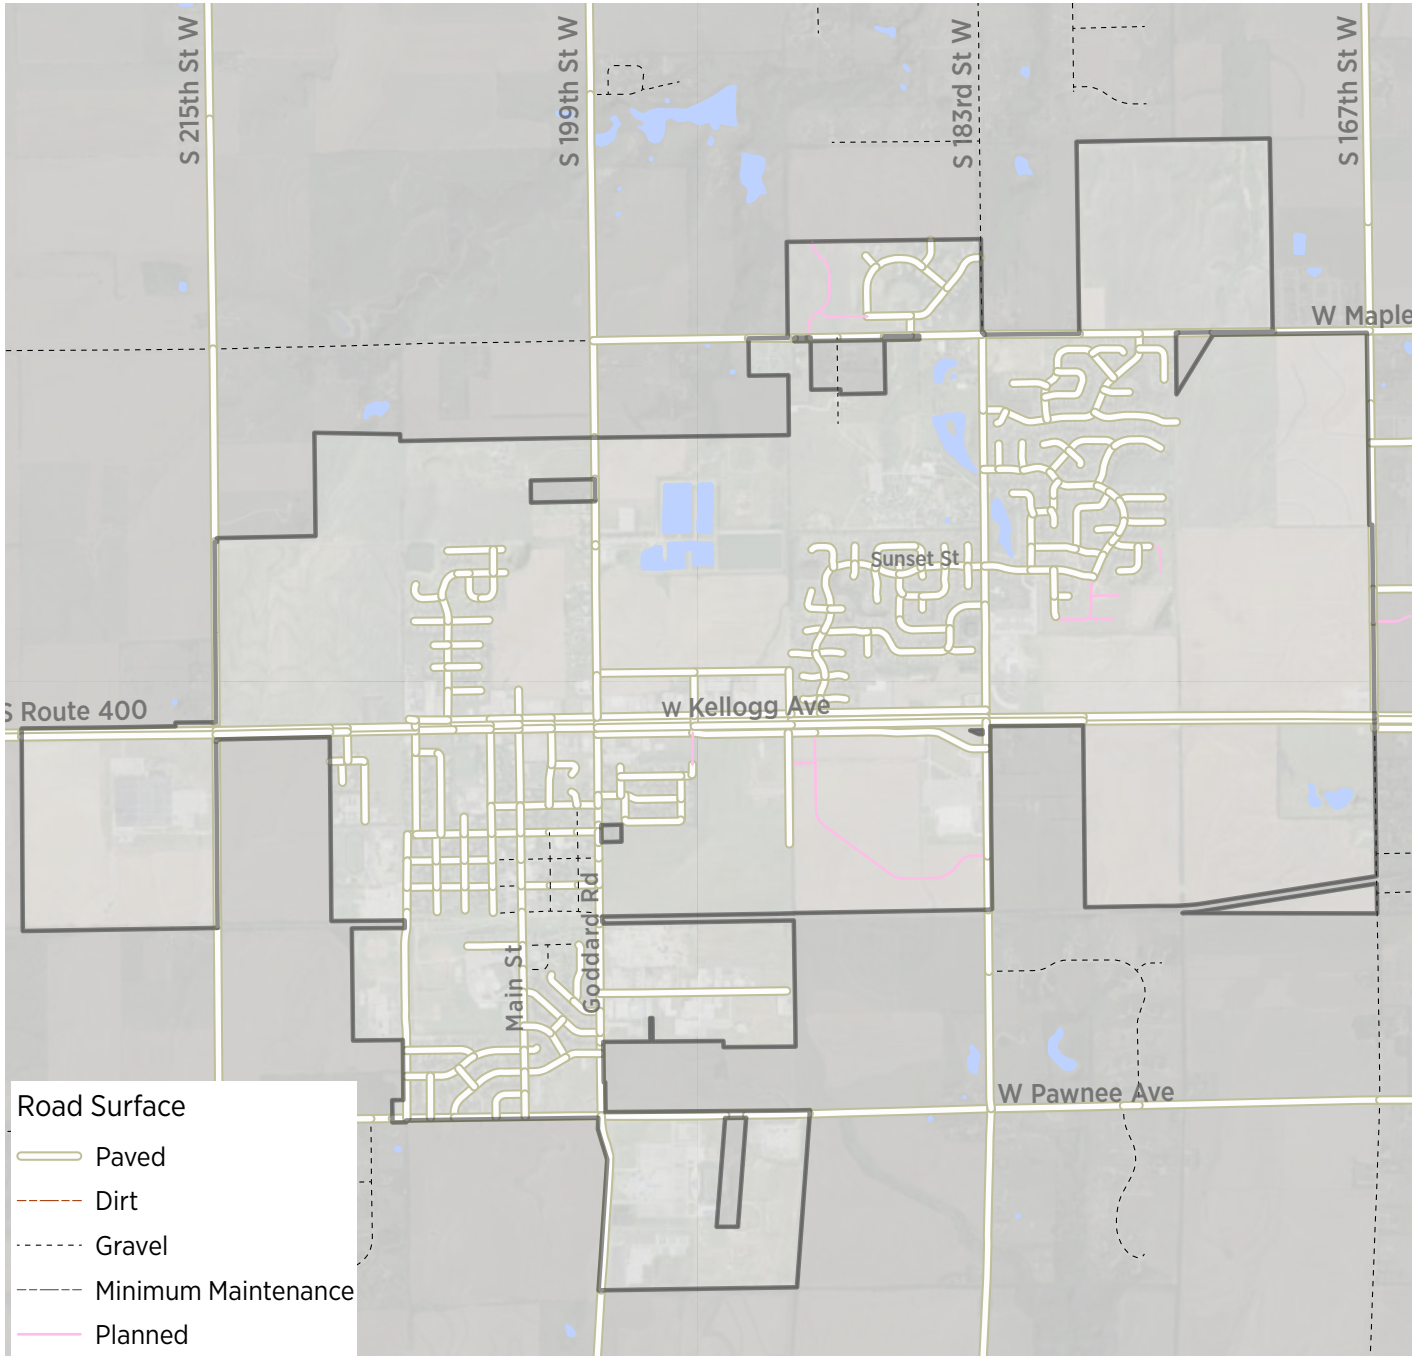 S 215th St W
S 199th St W
S 183rd St W
S 167th St W
W Maple
Sunset St
S Route 400
W Kellogg Ave
Goddard Rd
Main St
W Pawnee Ave
Road Surface
Paved
Dirt
Gravel
Minimum Maintenance
Planned